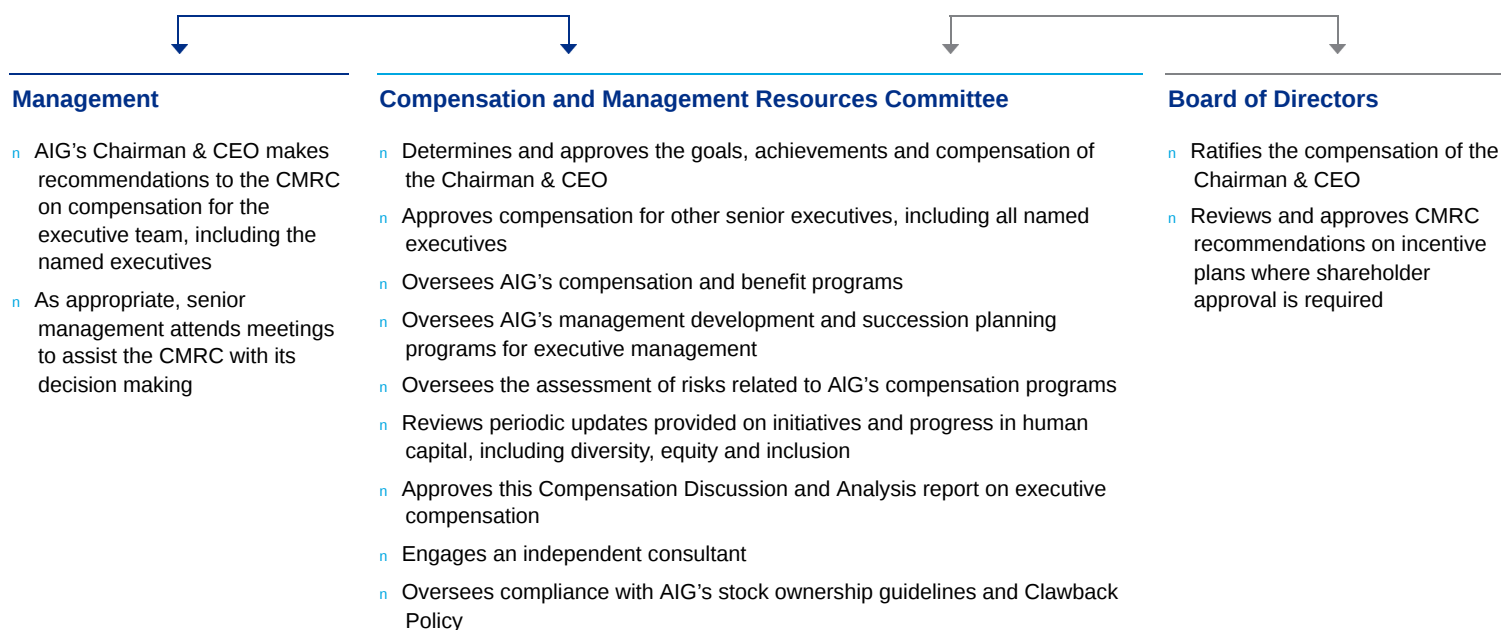 Management
n AIG’s Chairman & CEO makes
recommendations to the CMRC
on compensation for the
executive team, including the
named executives
n As appropriate, senior
management attends meetings
to assist the CMRC with its
decision making
Compensation and Management Resources Committee
n Determines and approves the goals, achievements and compensation of
the Chairman & CEO
n Approves compensation for other senior executives, including all named
executives
n Oversees AIG’s compensation and benefit programs
n Oversees AIG’s management development and succession planning
programs for executive management
n Oversees the assessment of risks related to AIG’s compensation programs
n Reviews periodic updates provided on initiatives and progress in human
capital, including diversity, equity and inclusion
n Approves this Compensation Discussion and Analysis report on executive
compensation
n Engages an independent consultant
n Oversees compliance with AIG’s stock ownership guidelines and Clawback
Policy
Board of Directors
n Ratifies the compensation of the
Chairman & CEO
n Reviews and approves CMRC
recommendations on incentive
plans where shareholder
approval is required